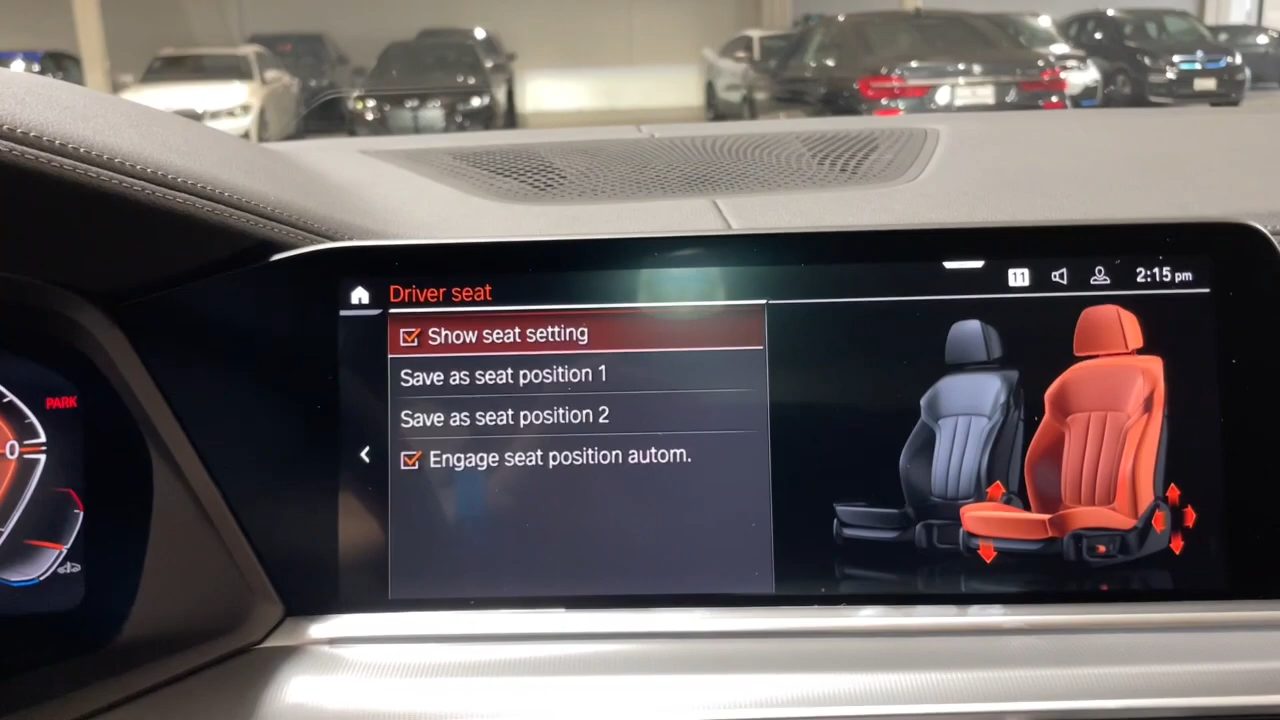 11
2:15 pm
Driver seat
Show seat setting
Save as seat position 1
Save as seat position 2
Engage seat position autom.
PARK
0